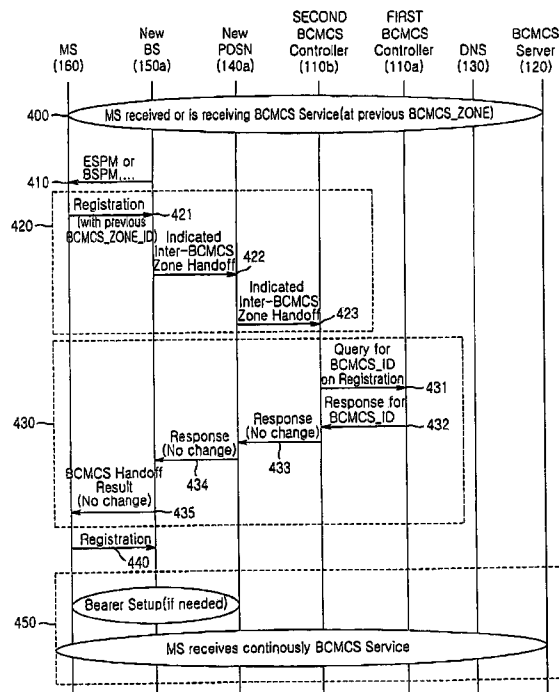 MS
(160)
New
BS
(150a)
New
PDSN
(140a)
SECOND
BCMCS
Controller
(110b)
FIRST
BCMCS
Controller
(110a)
DNS
(130)
BCMCS
Server
(120)
400
MS received or is receiving BCMCS Service(at previous BCMCS_ZONE)
ESPM or
BSPM,...
410
420
Registration
421
(with previous
BCMCS_ZONE_ID)
Indicated
Inter-BCMCS
Zone Handoff
422
Indicated
Inter-BCMCS
Zone Handoff
423
430
Query for
BCMCS_ID
on Registration
431
Response for
BCMCS_ID
432
Response
(No change)
433
Response
(No change)
434
BCMCS Handoff
Result
(No change)
435
Registration
440
450
Bearer Setup(if needed)
MS receives continously BCMCS Service